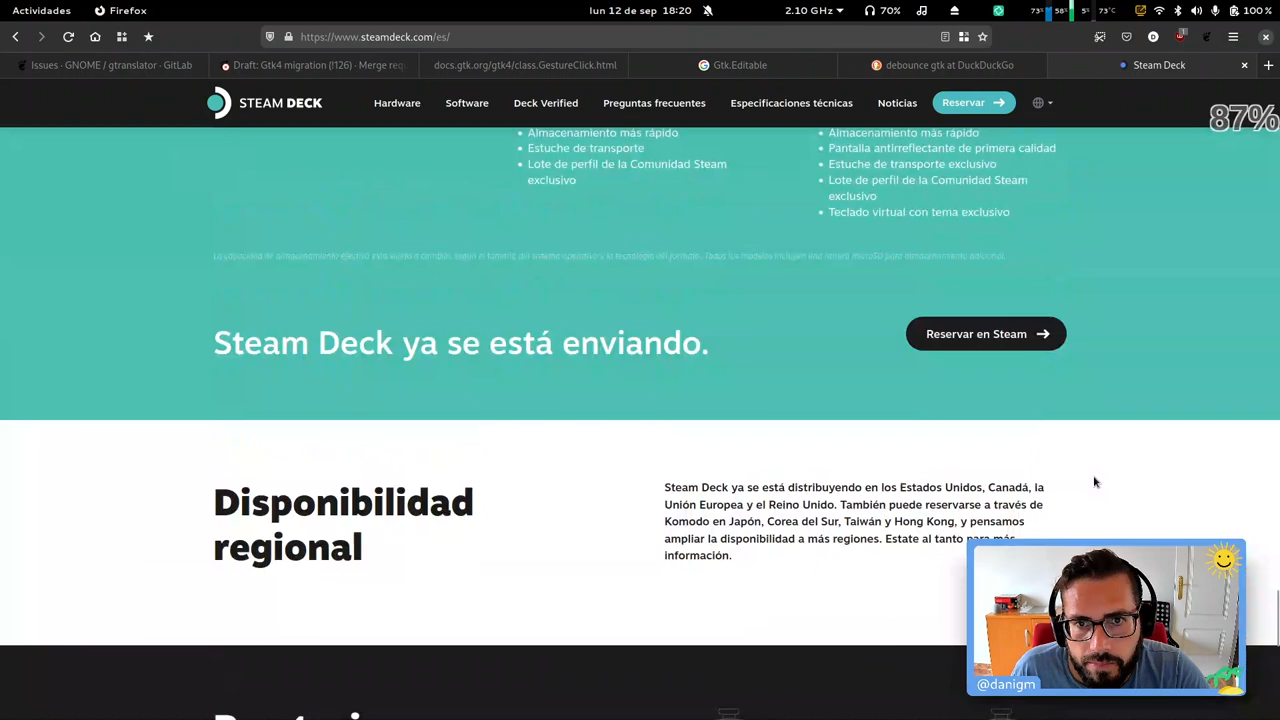 Actividades
Firefox
lun 12 de sep 18:20
2.10 GHz
70%
73%
58%
5%
73°C
100 %
https://www.steamdeck.com/es/
Issues · GNOME / gtranslator · GitLab
Draft: Gtk4 migration (!126) · Merge req
docs.gtk.org/gtk4/class.GestureClick.html
Gtk.Editable
debounce gtk at DuckDuckGo
Steam Deck
STEAM DECK
Hardware
Software
Deck Verified
Preguntas frecuentes
Especificaciones técnicas
Noticias
Reservar
87%
• Almacenamiento más rápido
• Estuche de transporte
• Lote de perfil de la Comunidad Steam
exclusivo
• Almacenamiento más rápido
• Pantalla antirreflectante de primera calidad
• Estuche de transporte exclusivo
• Lote de perfil de la Comunidad Steam
exclusivo
• Teclado virtual con tema exclusivo
Steam Deck ya se está enviando.
Reservar en Steam
Disponibilidad
regional
Steam Deck ya se está distribuyendo en los Estados Unidos, Canadá, la
Unión Europea y el Reino Unido. También puede reservarse a través de
Komodo en Japón, Corea del Sur, Taiwán y Hong Kong, y pensamos
ampliar la disponibilidad a más regiones. Estate al tanto para más
información.
@danigm